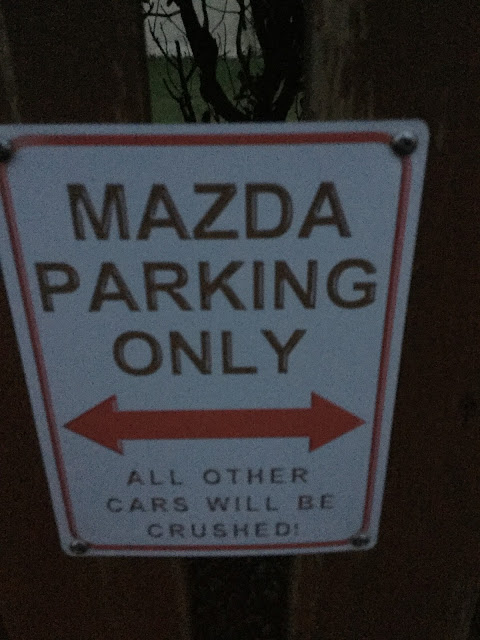 MAZDA
PARKING
ONLY
ALL OTHER
CARS WILL BE
CRUSHED!